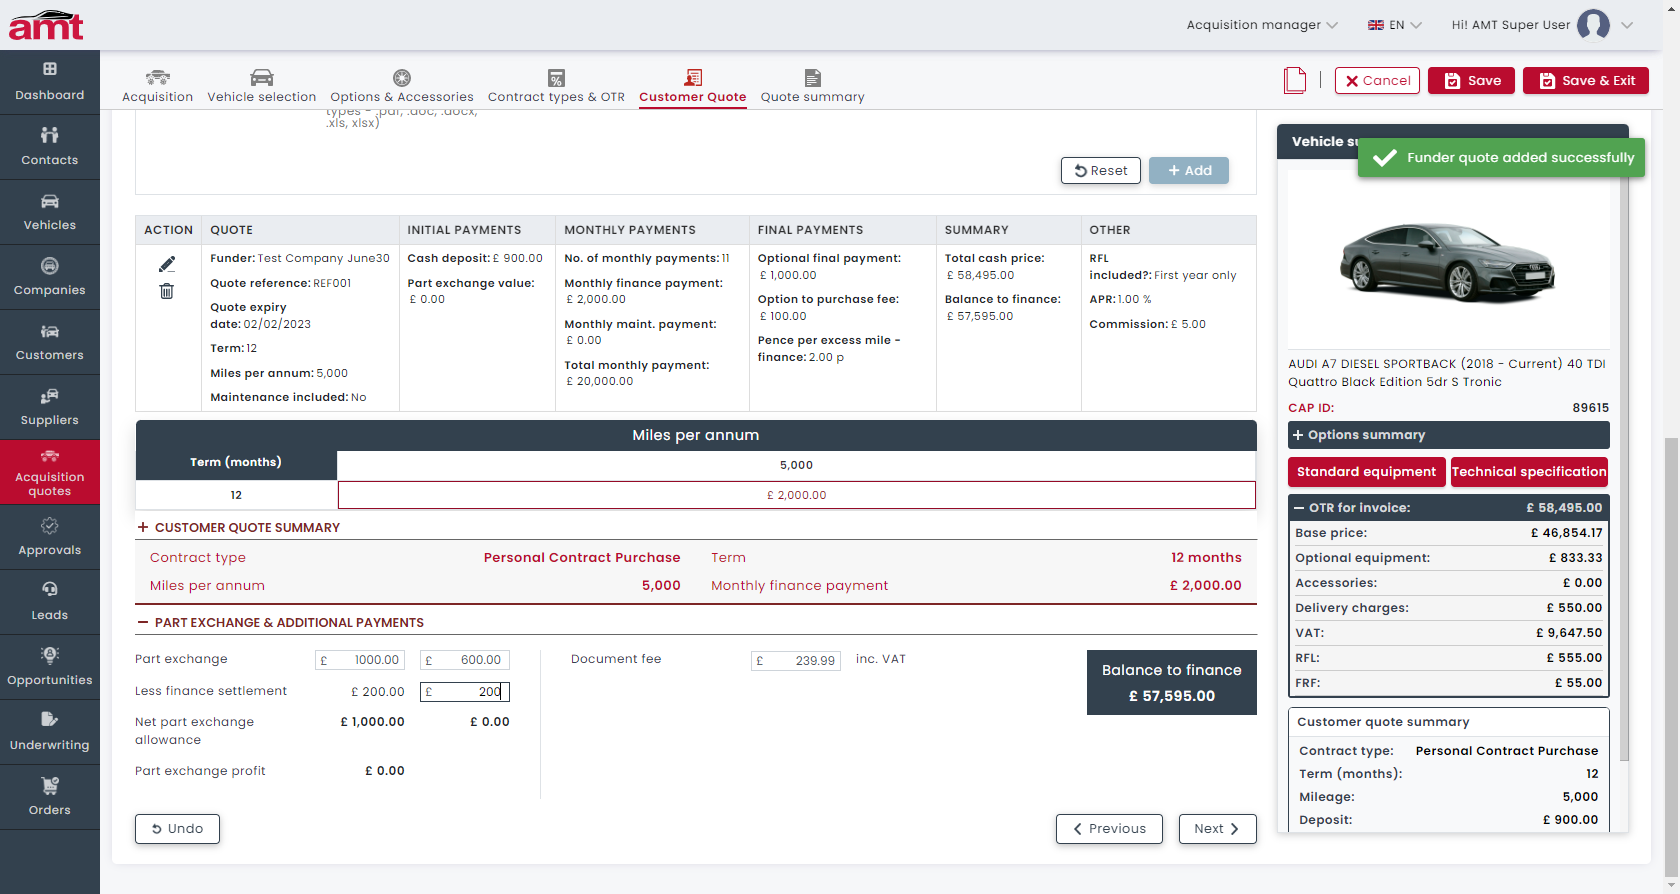 amt
Acquisition manager
EN
Hi! AMT Super User
Dashboard
Contacts
Vehicles
Companies
Customers
Suppliers
Acquisition
quotes
Approvals
Leads
Opportunities
Underwriting
Orders
Acquisition
Vehicle selection
Options & Accessories
Contract types & OTR
Customer Quote
Quote summary
Cancel
Save
Save & Exit
types - .pdf, .doc, .docx,
.xls, xlsx)
Reset
+ Add
ACTION QUOTE INITIAL PAYMENTS MONTHLY PAYMENTS FINAL PAYMENTS SUMMARY OTHER
Funder: Test Company June30
Quote reference: REF001
Quote expiry
date: 02/02/2023
Term: 12
Miles per annum: 5,000
Maintenance included: No
Cash deposit: £ 900.00
Part exchange value:
£ 0.00
No. of monthly payments: 11
Monthly finance payment:
£ 2,000.00
Monthly maint. payment:
£ 0.00
Total monthly payment:
£ 20,000.00
Optional final payment:
£ 1,000.00
Option to purchase fee:
£ 100.00
Pence per excess mile -
finance: 2.00 p
Total cash price:
£ 58,495.00
Balance to finance:
£ 57,595.00
RFL
included?: First year only
APR: 1.00 %
Commission: £ 5.00
Miles per annum
Term (months)
5,000
12
£ 2,000.00
+ CUSTOMER QUOTE SUMMARY
Contract type Personal Contract Purchase Term 12 months
Miles per annum 5,000 Monthly finance payment £ 2,000.00
− PART EXCHANGE & ADDITIONAL PAYMENTS
Part exchange £ 1000.00 £ 600.00
Less finance settlement £ 200.00 £ 200
Net part exchange
allowance
£ 1,000.00 £ 0.00
Part exchange profit £ 0.00
Document fee £ 239.99 inc. VAT
Balance to finance
£ 57,595.00
Undo
Previous
Next
Vehicle su
Funder quote added successfully
AUDI A7 DIESEL SPORTBACK (2018 - Current) 40 TDI
Quattro Black Edition 5dr S Tronic
CAP ID: 89615
+ Options summary
Standard equipment
Technical specification
− OTR for invoice: £ 58,495.00
Base price: £ 46,854.17
Optional equipment: £ 833.33
Accessories: £ 0.00
Delivery charges: £ 550.00
VAT: £ 9,647.50
RFL: £ 555.00
FRF: £ 55.00
Customer quote summary
Contract type: Personal Contract Purchase
Term (months): 12
Mileage: 5,000
Deposit: £ 900.00